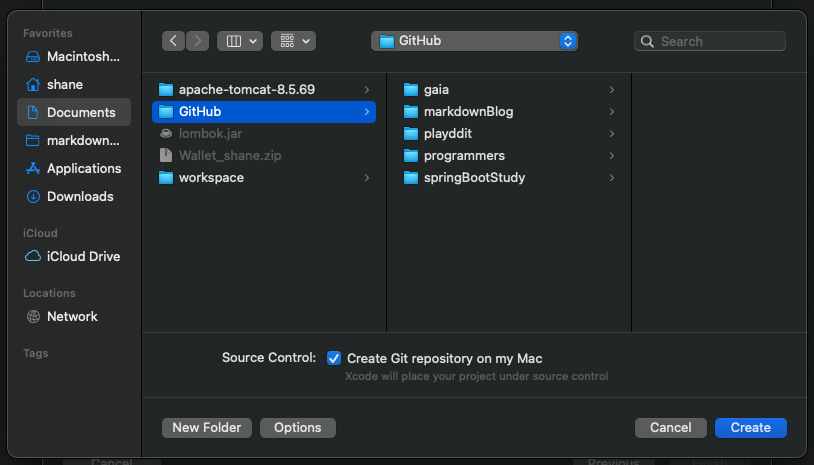 Favorites
Macintosh...
shane
Documents
markdown...
Applications
Downloads
iCloud
iCloud Drive
Locations
Network
Tags
GitHub
Search
apache-tomcat-8.5.69
GitHub
lombok.jar
Wallet_shane.zip
workspace
gaia
markdownBlog
playddit
programmers
springBootStudy
Source Control: Create Git repository on my Mac
Xcode will place your project under source control
New Folder Options Cancel Create
Cancel Previous Finish